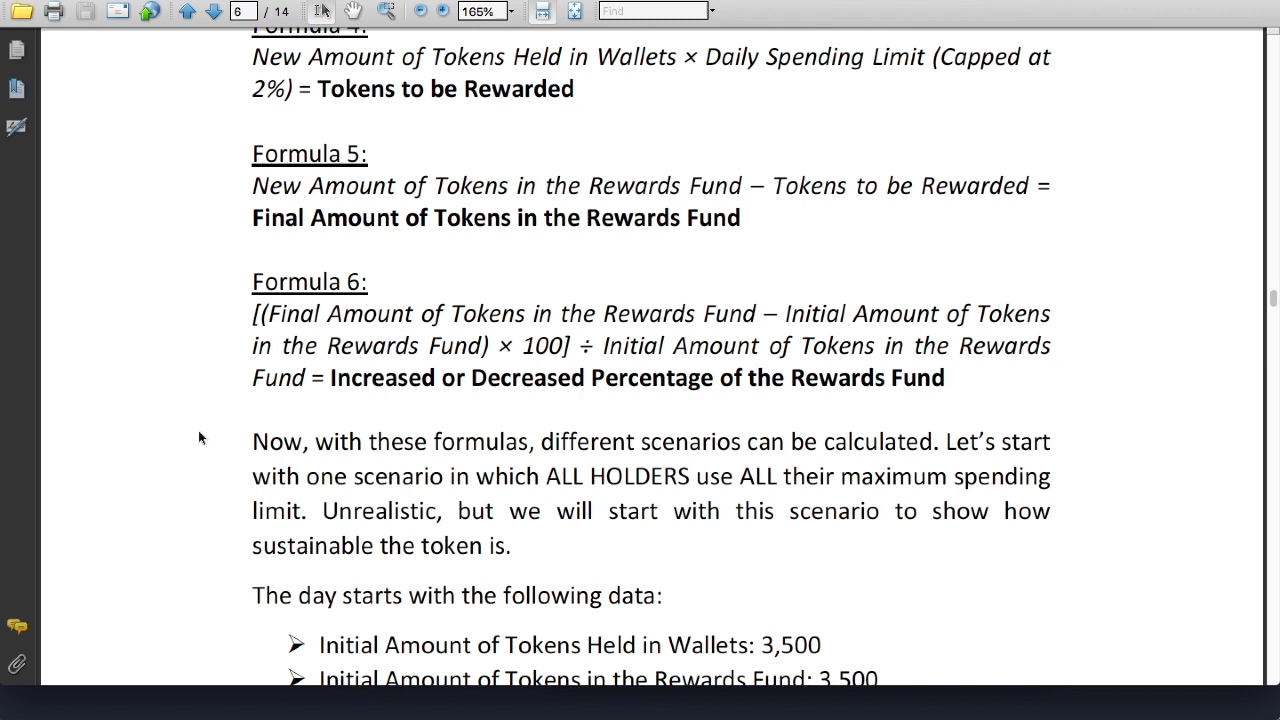 6 / 14
165%
Find
Formula 4:
New Amount of Tokens Held in Wallets × Daily Spending Limit (Capped at
2%) = Tokens to be Rewarded
Formula 5:
New Amount of Tokens in the Rewards Fund – Tokens to be Rewarded =
Final Amount of Tokens in the Rewards Fund
Formula 6:
[(Final Amount of Tokens in the Rewards Fund – Initial Amount of Tokens
in the Rewards Fund) × 100] ÷ Initial Amount of Tokens in the Rewards
Fund = Increased or Decreased Percentage of the Rewards Fund
Now, with these formulas, different scenarios can be calculated. Let's start
with one scenario in which ALL HOLDERS use ALL their maximum spending
limit. Unrealistic, but we will start with this scenario to show how
sustainable the token is.
The day starts with the following data:
➢ Initial Amount of Tokens Held in Wallets: 3,500
➢ Initial Amount of Tokens in the Rewards Fund: 3,500